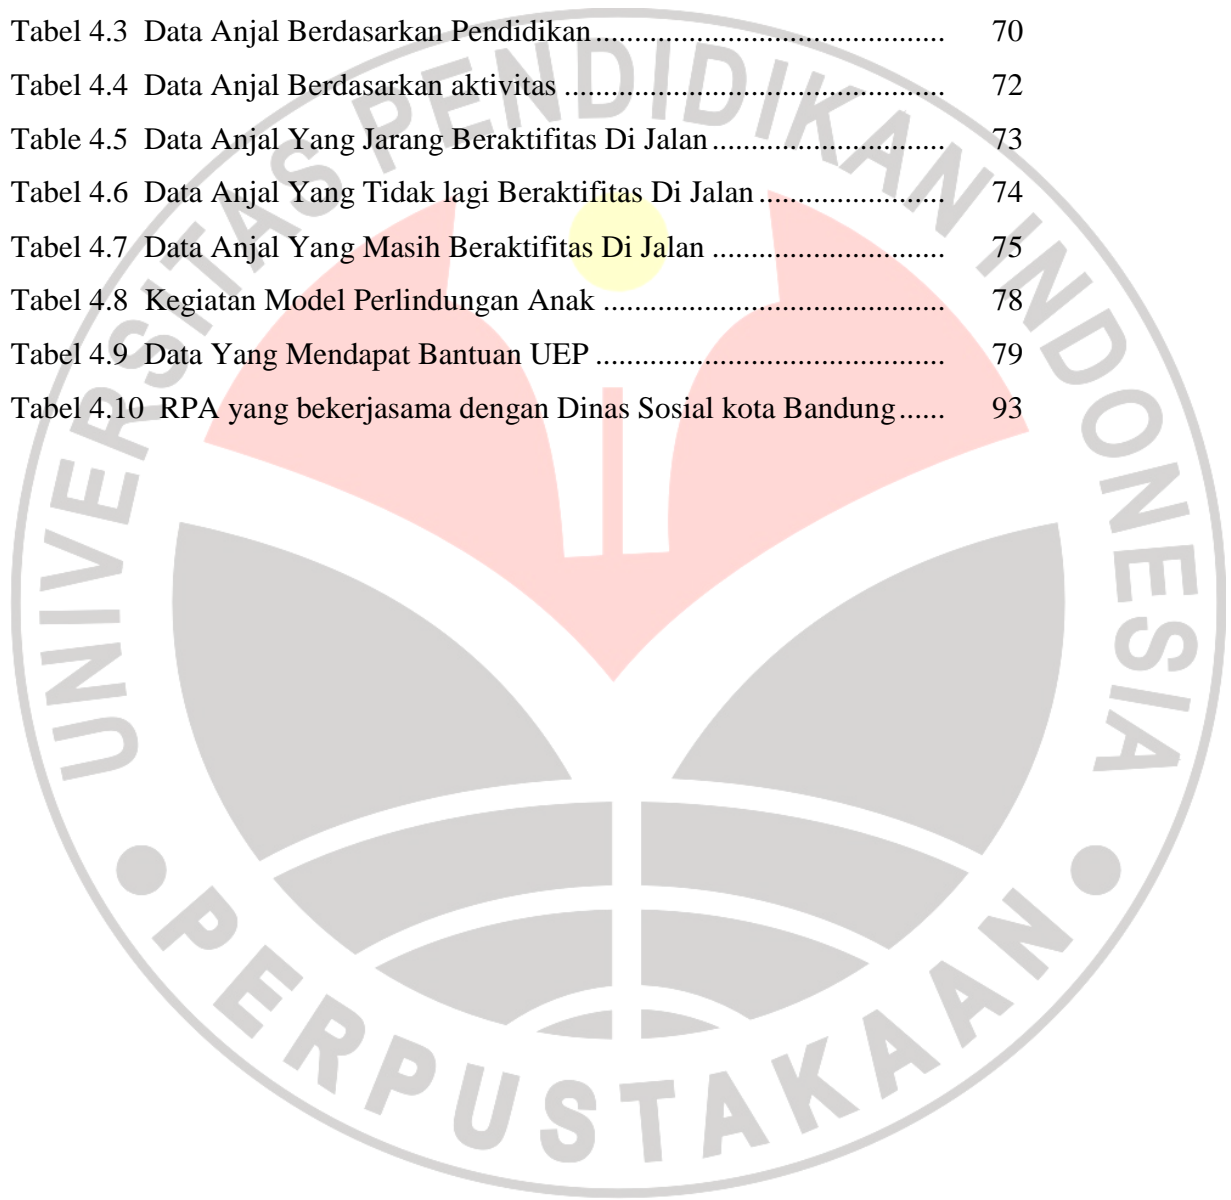 Tabel 4.3 Data Anjal Berdasarkan Pendidikan............................................. 70
Tabel 4.4 Data Anjal Berdasarkan aktivitas ................................................. 72
Table 4.5 Data Anjal Yang Jarang Beraktifitas Di Jalan.............................. 73
Tabel 4.6 Data Anjal Yang Tidak lagi Beraktifitas Di Jalan........................ 74
Tabel 4.7 Data Anjal Yang Masih Beraktifitas Di Jalan .............................. 75
Tabel 4.8 Kegiatan Model Perlindungan Anak ............................................ 78
Tabel 4.9 Data Yang Mendapat Bantuan UEP ............................................. 79
Tabel 4.10 RPA yang bekerjasama dengan Dinas Sosial kota Bandung...... 93
UNIVERSITAS PENDIDIKAN INDONESIA
PERPUSTAKAAN